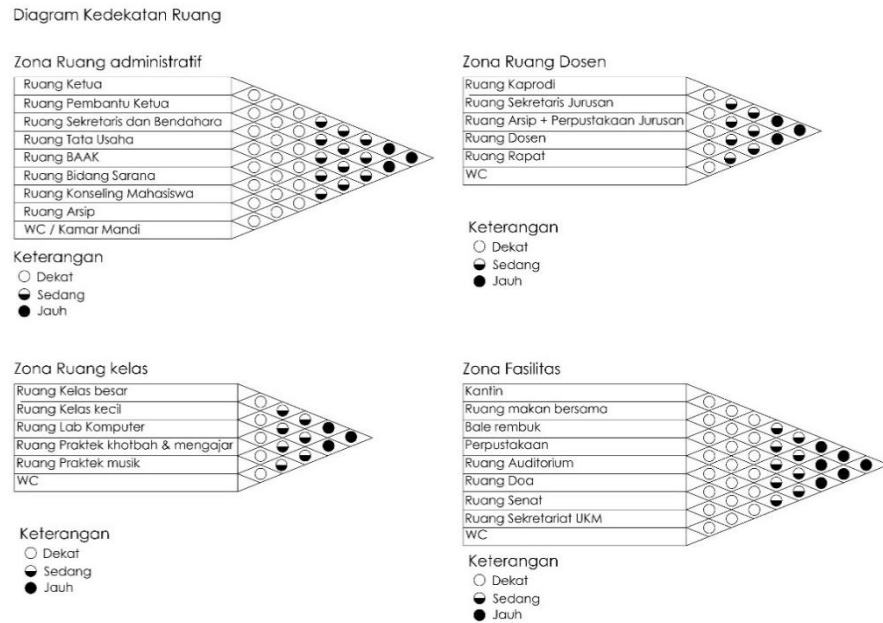 Diagram Kedekatan Ruang
Zona Ruang administratif
Ruang Ketua
Ruang Pembantu Ketua
Ruang Sekretaris dan Bendahara
Ruang Tata Usaha
Ruang BAAK
Ruang Bidang Sarana
Ruang Konseling Mahasiswa
Ruang Arsip
WC / Kamar Mandi
Keterangan
Dekat
Sedang
Jauh
Zona Ruang Dosen
Ruang Kaprodi
Ruang Sekretaris Jurusan
Ruang Arsip + Perpustakaan Jurusan
Ruang Dosen
Ruang Rapat
WC
Keterangan
Dekat
Sedang
Jauh
Zona Ruang kelas
Ruang Kelas besar
Ruang Kelas kecil
Ruang Lab Komputer
Ruang Praktek khotbah & mengajar
Ruang Praktek musik
WC
Keterangan
Dekat
Sedang
Jauh
Zona Fasilitas
Kantin
Ruang makan bersama
Bale rembuk
Perpustakaan
Ruang Auditorium
Ruang Doa
Ruang Senat
Ruang Sekretariat UKM
WC
Keterangan
Dekat
Sedang
Jauh